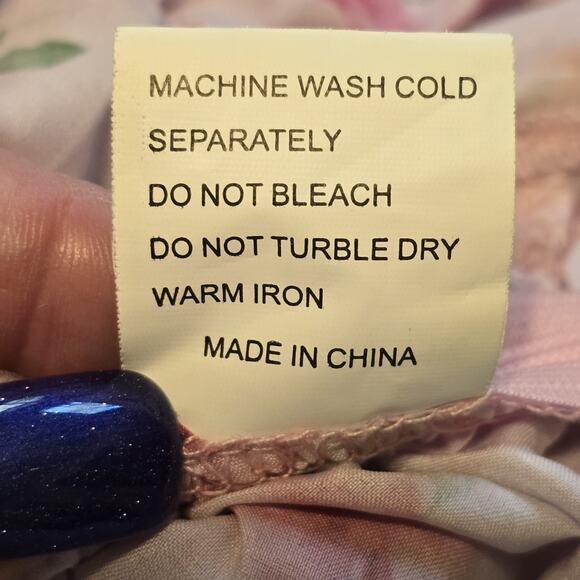 MACHINE WASH COLD
SEPARATELY
DO NOT BLEACH
DO NOT TURBLE DRY
WARM IRON
MADE IN CHINA